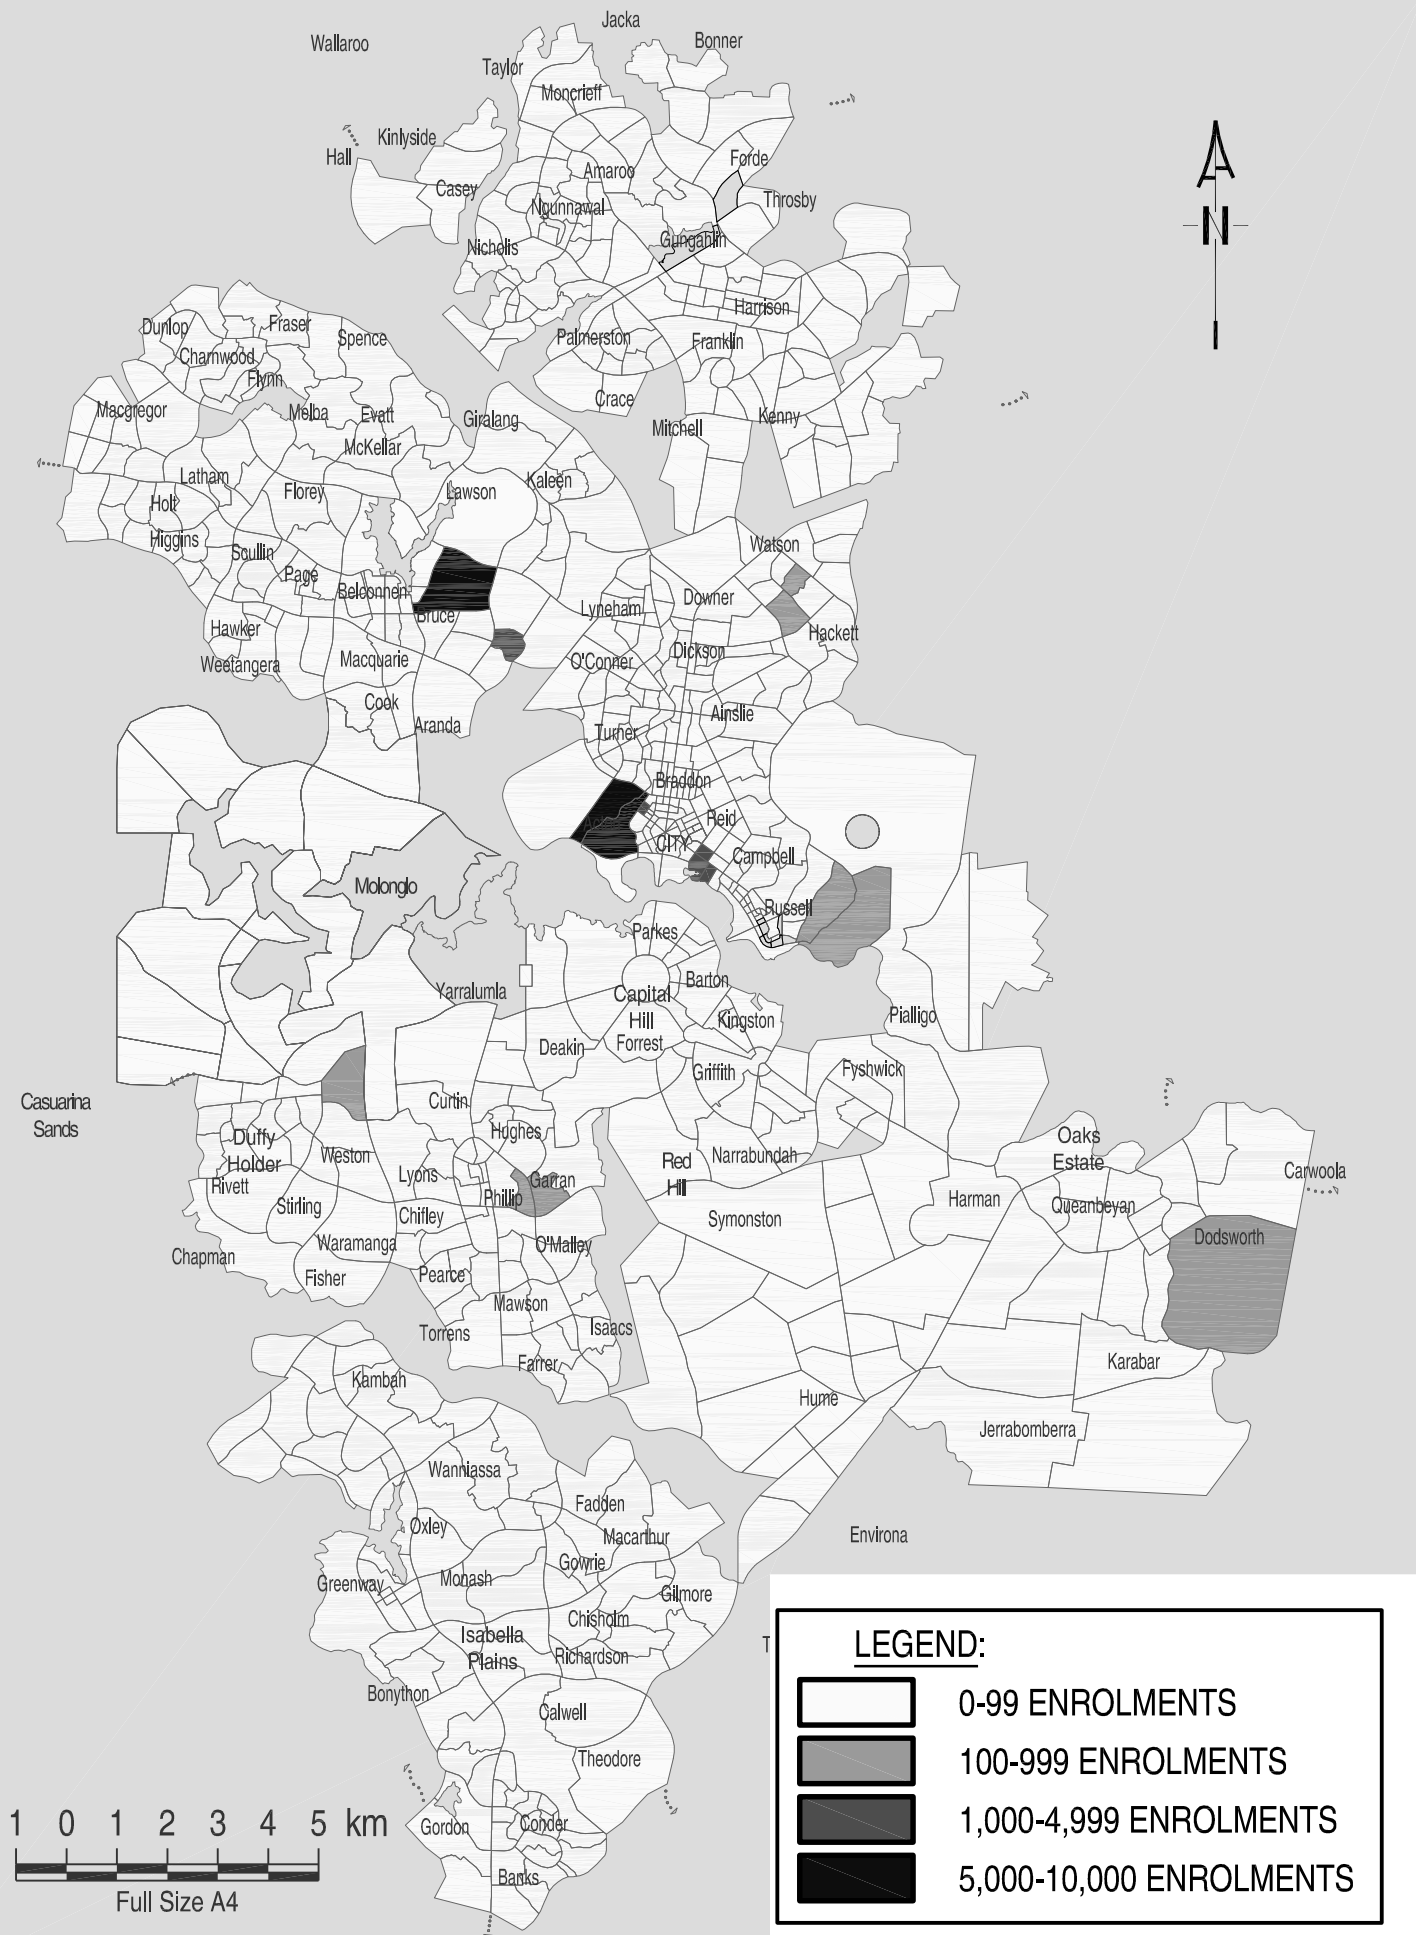 Jacka
Wallaroo
Bonner
Taylor
Moncrieff
Kinlyside
Hall
Forde
Amaroo
Casey
Throsby
Ngunnawal
N
Gungahlin
Nicholls
Harrison
Dunlop
Fraser
Spence
Palmerston
Franklin
Charnwood
Flynn
Crace
Macgregor
Melba
Evatt
Giralang
Kenny
Mitchell
McKellar
Latham
Kaleen
Florey
Lawson
Holt
Higgins
Watson
Scullin
Page
Belconnen
Downer
Lyneham
Bruce
Hawker
Hackett
Dickson
Weetangera
Macquarie
O'Conner
Cook
Ainslie
Aranda
Turner
Braddon
Reid
CITY
Campbell
Molonglo
Russell
Parkes
Barton
Yarralumla
Capital
Hill
Kingston
Pialligo
Forrest
Deakin
Fyshwick
Griffith
Casuarina
Sands
Curtin
Hughes
Duffy
Holder
Oaks
Estate
Weston
Narrabundah
Red
Hill
Carwoola
Lyons
Garran
Rivett
Phillip
Harman
Stirling
Queanbeyan
Chifley
Symonston
Dodsworth
Waramanga
O'Malley
Chapman
Pearce
Fisher
Mawson
Isaacs
Torrens
Farrer
Karabar
Kambah
Hume
Jerrabomberra
Wanniassa
Fadden
Oxley
Macarthur
Environa
Gowrie
Greenway
Monash
Gilmore
Chisholm
Isabella
Plains
Richardson
T
Bonython
Calwell
Theodore
Gordon
Conder
Banks
LEGEND:
0-99 ENROLMENTS
100-999 ENROLMENTS
1,000-4,999 ENROLMENTS
5,000-10,000 ENROLMENTS
1 0 1 2 3 4 5 km
Full Size A4